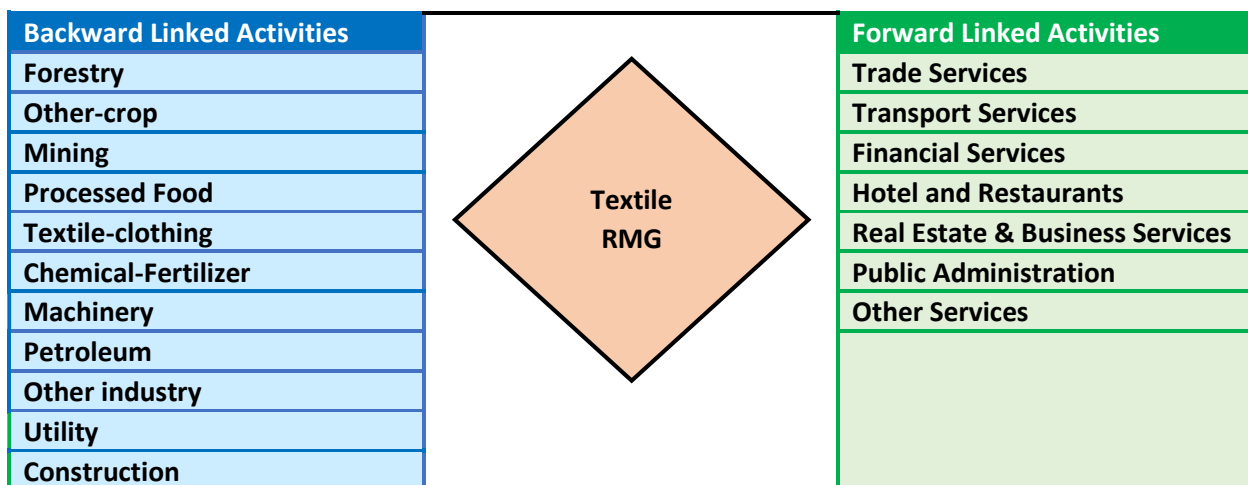 Backward Linked Activities
Forestry
Other-crop
Mining
Processed Food
Textile-clothing
Chemical-Fertilizer
Machinery
Petroleum
Other industry
Utility
Construction
Textile
RMG
Forward Linked Activities
Trade Services
Transport Services
Financial Services
Hotel and Restaurants
Real Estate & Business Services
Public Administration
Other Services